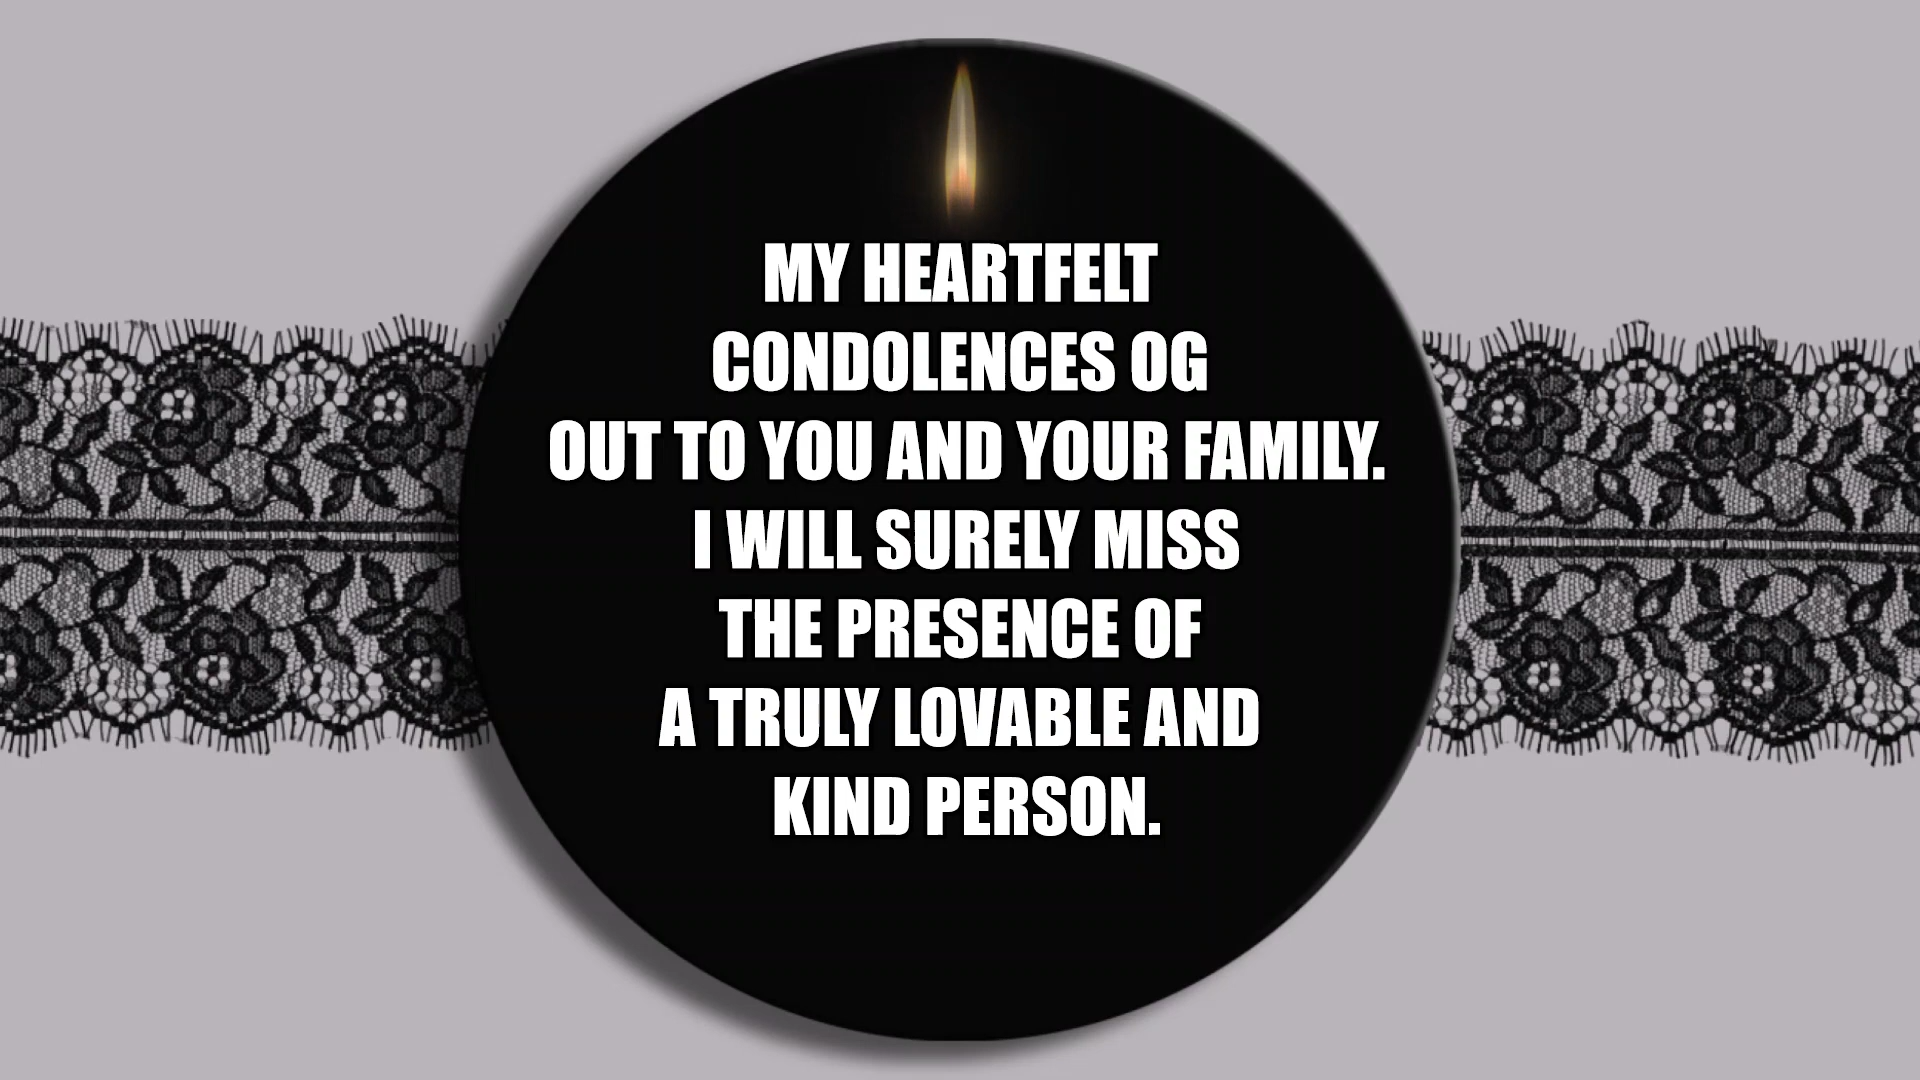 MY HEARTFELT
CONDOLENCES OG
OUT TO YOU AND YOUR FAMILY.
I WILL SURELY MISS
THE PRESENCE OF
A TRULY LOVABLE AND
KIND PERSON.